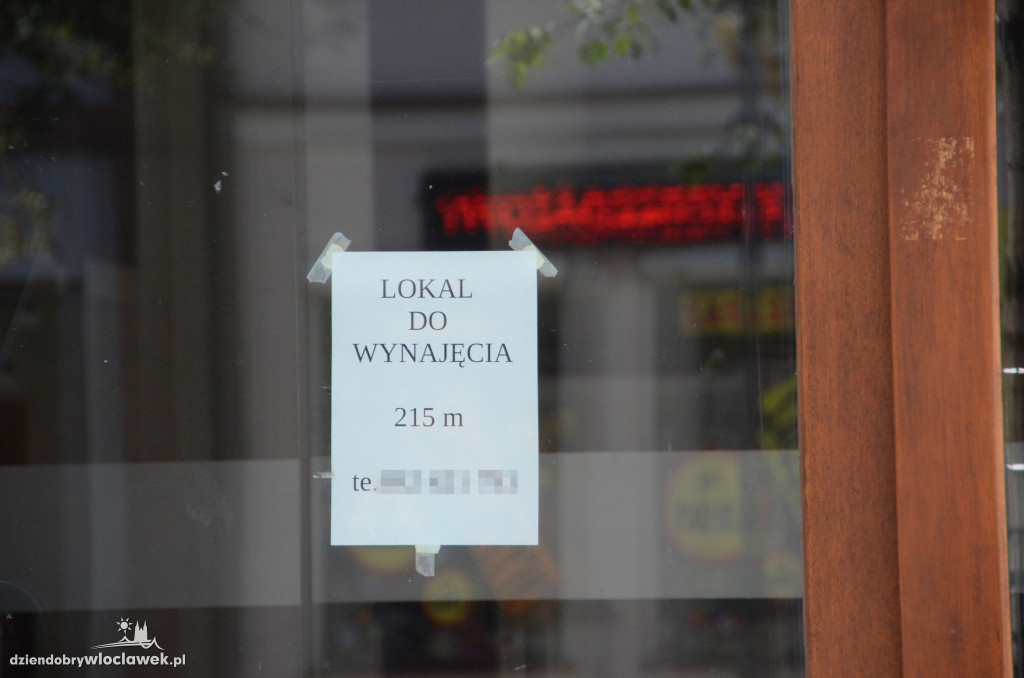 LOKAL
DO
WYNAJĘCIA
215 m
te.
dziendobrywloclawek.pl